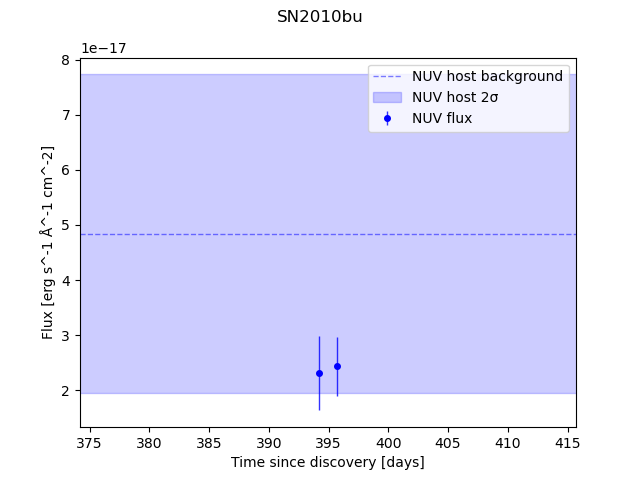 SN2010bu
1e−17
8
7
6
5
4
3
2
Flux [erg s^-1 Å^-1 cm^-2]
NUV host background
NUV host 2σ
NUV flux
375 380 385 390 395 400 405 410 415
Time since discovery [days]